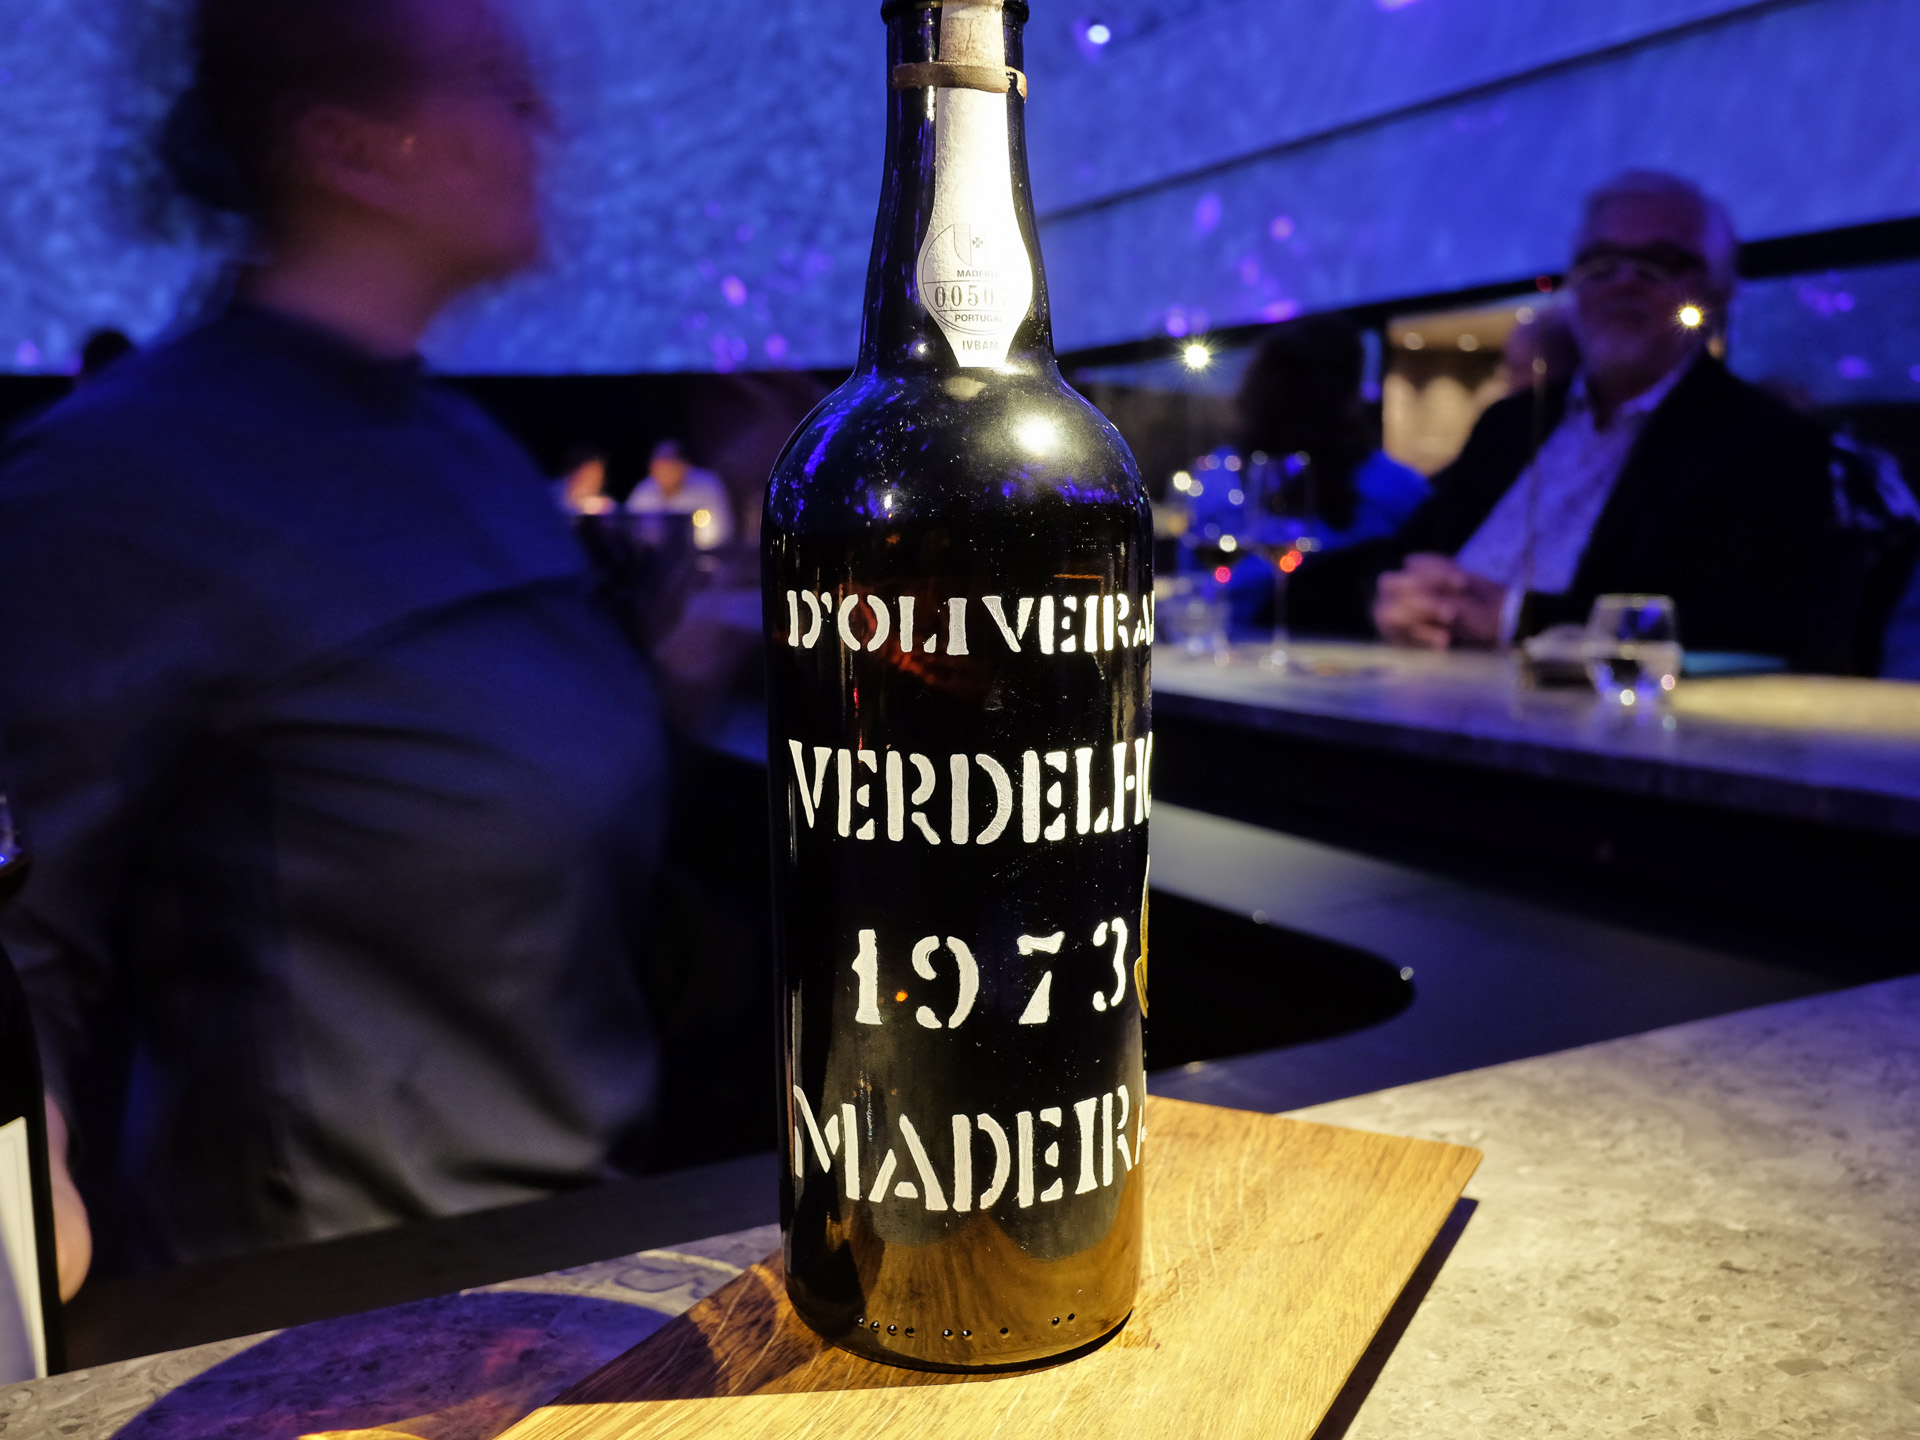 MADEIRA
PORTUGAL
IVBAM
D'OLIVEIRA
VERDELHO
1973
MADEIRA